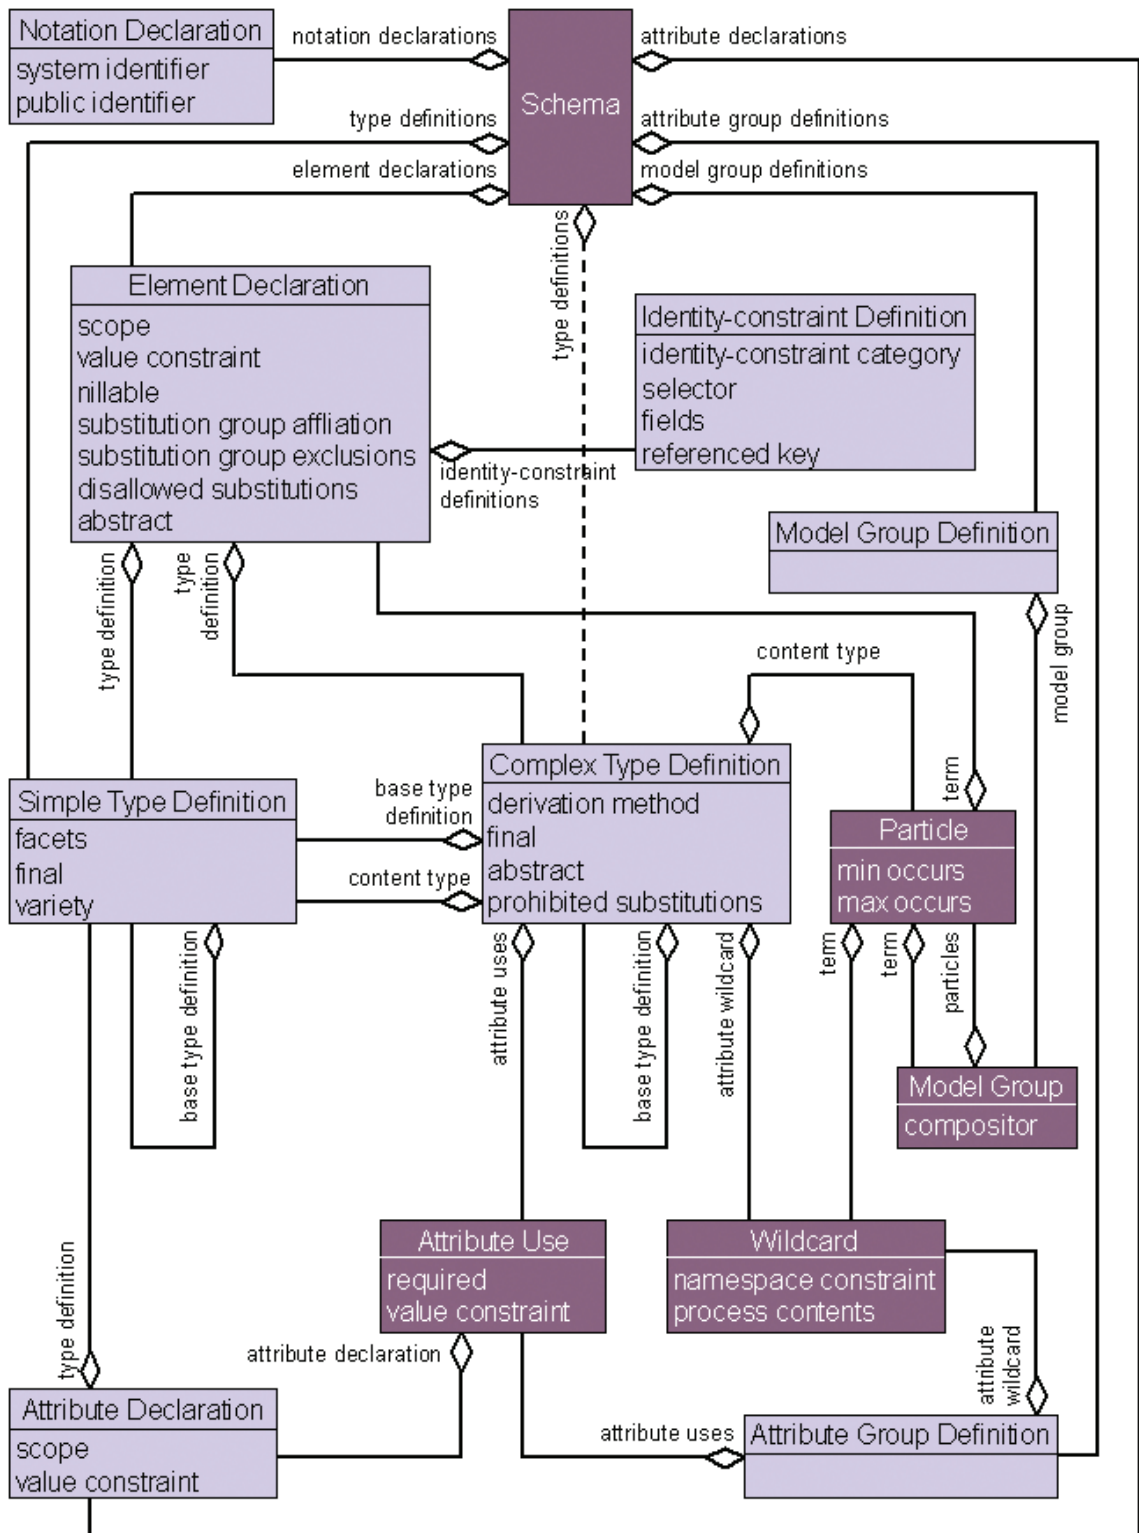 Notation Declaration
system identifier
public identifier
notation declarations
Schema
attribute declarations
type definitions
attribute group definitions
element declarations
model group definitions
type definitions
Element Declaration
scope
value constraint
nillable
substitution group affliation
substitution group exclusions
disallowed substitutions
abstract
Identity-constraint Definition
identity-constraint category
selector
fields
referenced key
identity-constraint
definitions
Model Group Definition
type definition
type
definition
model group
content type
Simple Type Definition
facets
final
variety
base type
definition
content type
Complex Type Definition
derivation method
final
abstract
prohibited substitutions
term
Particle
min occurs
max occurs
base type definition
attribute uses
base type definition
attribute wildcard
term
term
particles
Model Group
compositor
Attribute Use
required
value constraint
Wildcard
namespace constraint
process contents
type definition
attribute declaration
attribute
wildcard
Attribute Declaration
scope
value constraint
attribute uses
Attribute Group Definition